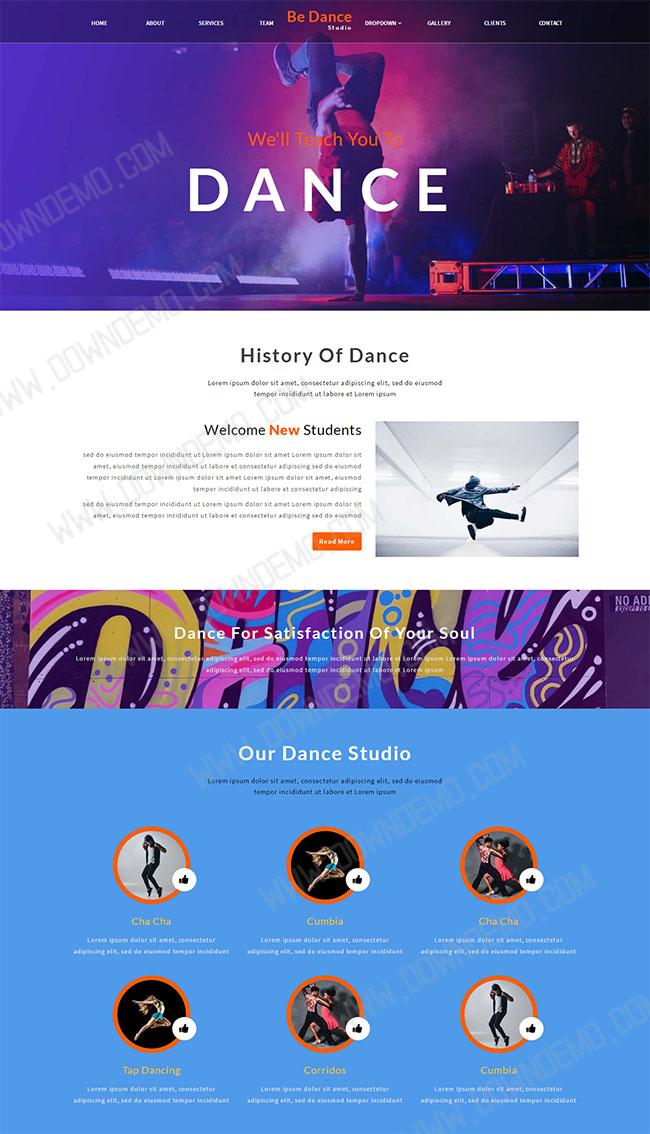 HOME ABOUT SERVICES TEAM Be Dance Studio DROPDOWN GALLERY CLIENTS CONTACT
We'll Teach You To
DANCE
History Of Dance
Lorem ipsum dolor sit amet, consectetur adipiscing elit, sed do eiusmod
tempor incididunt ut labore et Lorem ipsum
Welcome New Students
sed do eiusmod tempor incididunt ut Lorem ipsum dolor sit amet Lorem ipsum dolor sit
amet, eiusmod tempor incididunt ut labore et consectetur adipiscing elit, sed do eiusmod
tempor incididunt ut labore et Lorem ipsum dolor sit amet Lorem ipsum dolor sit amet
tempor incididunt ut labore et consectetur adipiscing
sed do eiusmod tempor incididunt ut Lorem ipsum dolor sit amet Lorem ipsum dolor sit
amet, consectetur ut labore et consectetur adipiscing elit, sed do eiusmod
Read More
NO ADU
EXCEPT TO E
DANCE
Dance For Satisfaction Of Your Soul
Lorem ipsum dolor sit amet, consectetur adipiscing elit, sed do eiusmod tempor incididunt ut labore et Lorem ipsum Lorem ipsum dolor sit amet, consectetur
adipiscing elit, sed do eiusmod tempor incididunt ut labore et Lorem ipsum
Our Dance Studio
Lorem ipsum dolor sit amet, consectetur adipiscing elit, sed do eiusmod
tempor incididunt ut labore et Lorem ipsum
Cha Cha
Lorem ipsum dolor sit amet, consectetur
adipiscing elit, sed do eiusmod tempor incididunt
Cumbia
Lorem ipsum dolor sit amet, consectetur
adipiscing elit, sed do eiusmod tempor incididunt
Cha Cha
Lorem ipsum dolor sit amet, consectetur
adipiscing elit, sed do eiusmod tempor incididunt
Tap Dancing
Lorem ipsum dolor sit amet, consectetur
adipiscing elit, sed do eiusmod tempor incididunt
Corridos
Lorem ipsum dolor sit amet, consectetur
adipiscing elit, sed do eiusmod tempor incididunt
Cumbia
Lorem ipsum dolor sit amet, consectetur
adipiscing elit, sed do eiusmod tempor incididunt
WWW.DOWNDEMO.COM